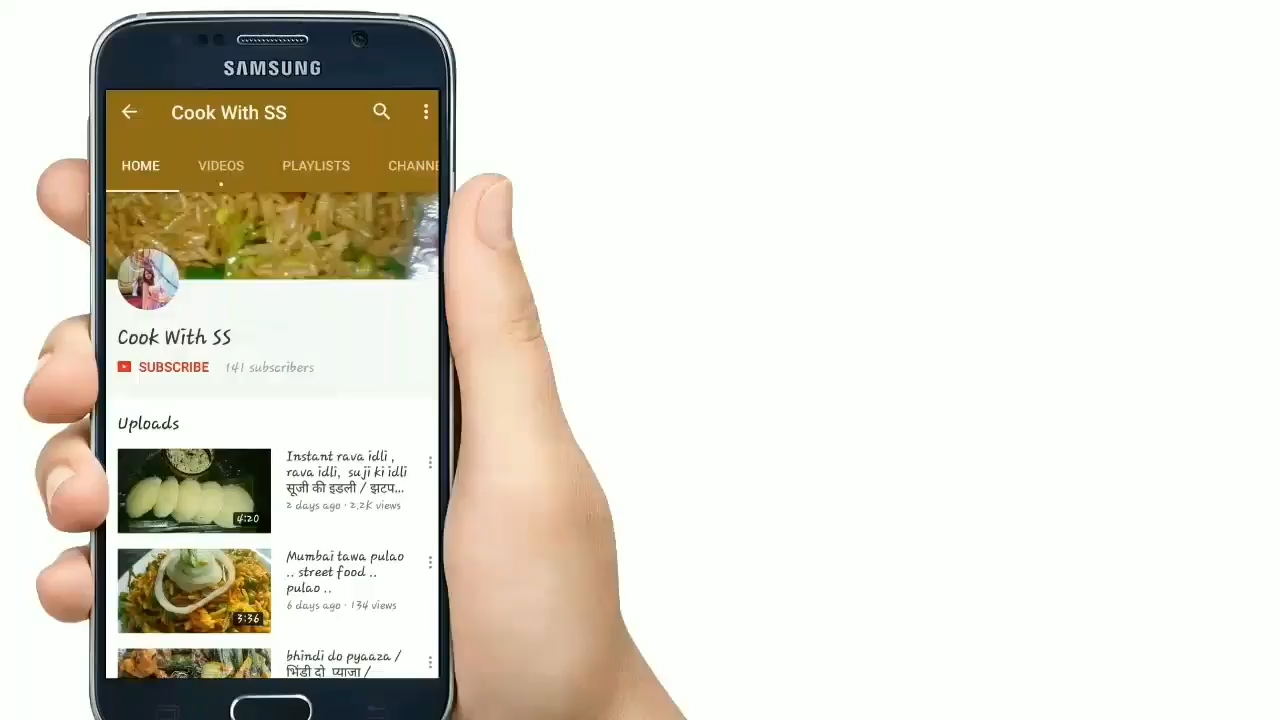 SAMSUNG
Cook With SS
HOME VIDEOS PLAYLISTS CHANNE
Cook With SS
SUBSCRIBE 141 subscribers
Uploads
Instant rava idli ,
rava idli, suji ki idli
सूजी की इडली / झटप...
2 days ago · 2.2K views
4:20
Mumbai tawa pulao
.. street food ..
pulao ..
6 days ago · 134 views
3:36
bhindi do pyaaza /
भिंडी दो प्याजा /